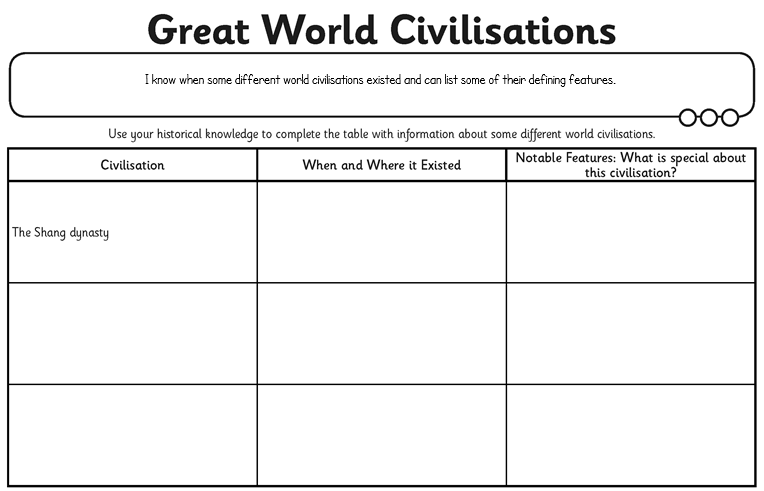 Great World Civilisations
I know when some different world civilisations existed and can list some of their defining features.
Use your historical knowledge to complete the table with information about some different world civilisations.
Civilisation
When and Where it Existed
Notable Features: What is special about
this civilisation?
The Shang dynasty